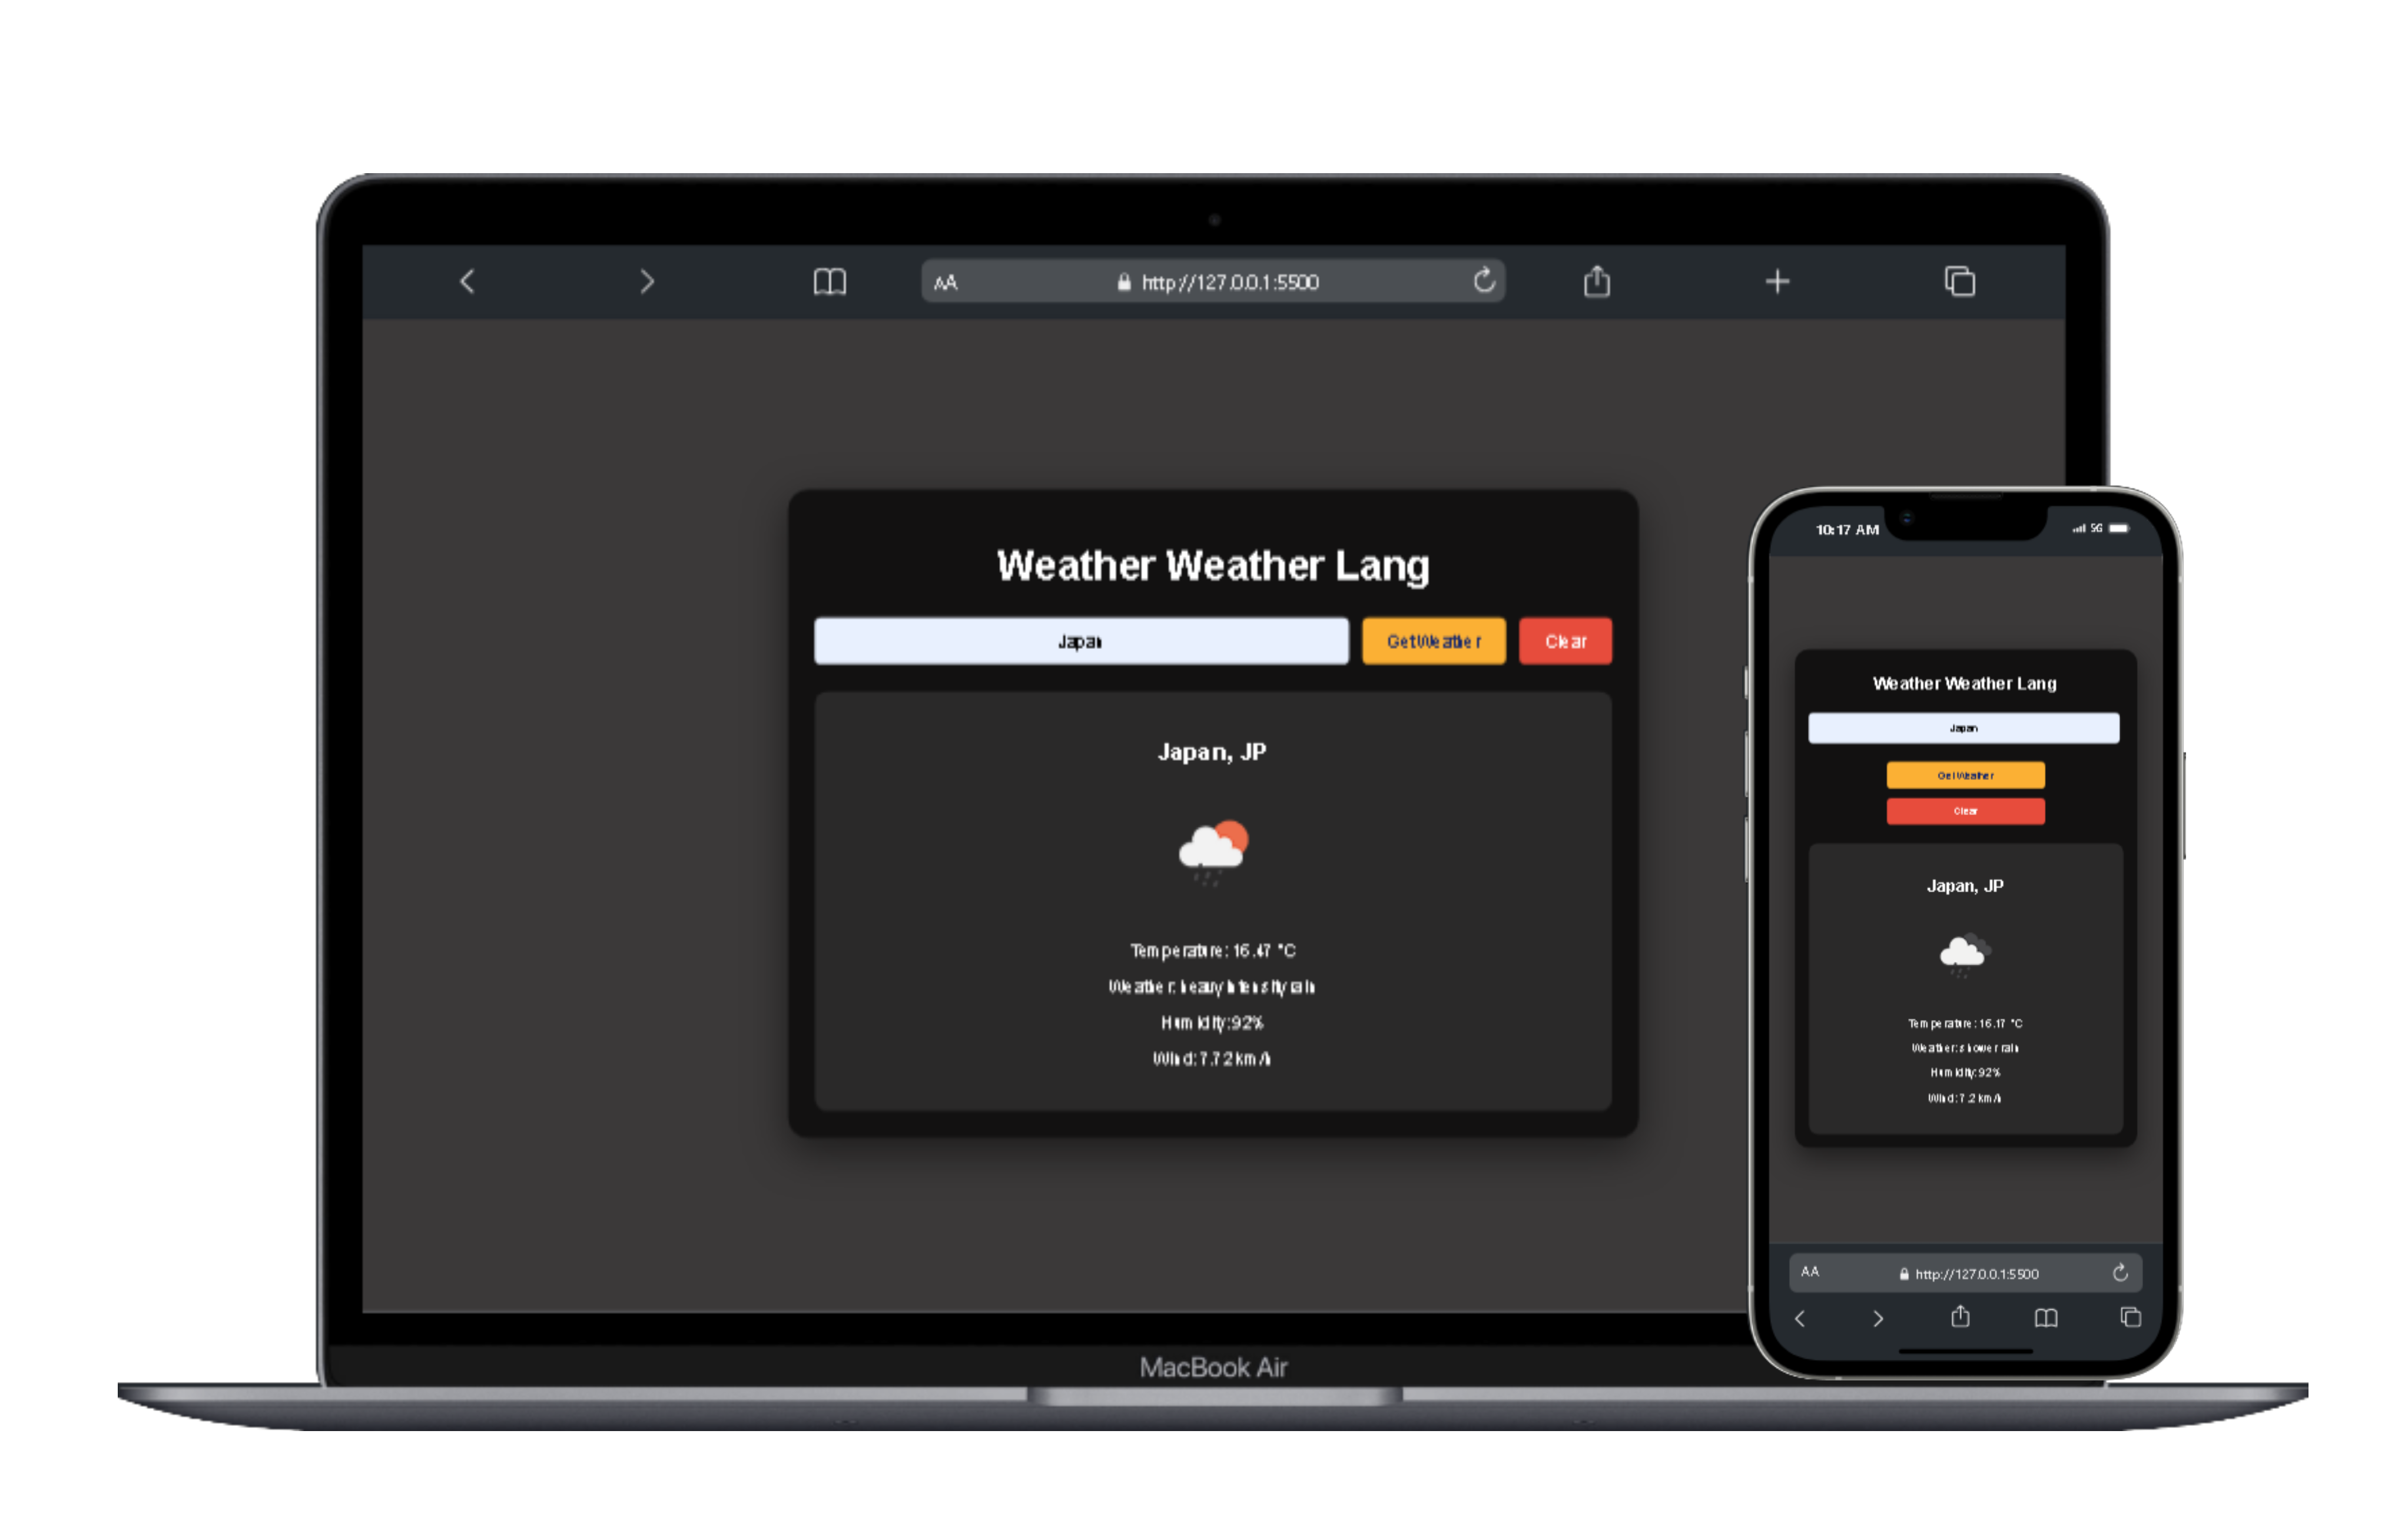 AA http://127.0.0.1:5500
Weather Weather Lang
Japan
Get Weather Clear
Japan, JP
Temperature: 16.47 °C
Weather: heavy intensity rain
Humidity: 92%
Wind: 7.72 km/h
MacBook Air
10:17 AM 5G
Weather Weather Lang
Japan
Get Weather
Clear
Japan, JP
Temperature: 16.17 °C
Weather: shower rain
Humidity: 92%
Wind: 7.2 km/h
AA http://127.0.0.1:5500